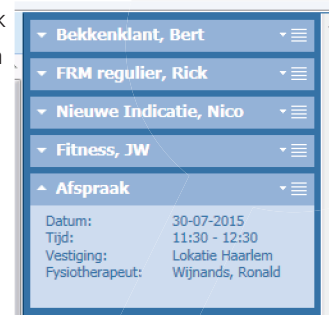 k
Bekkenklant, Bert
FRM regulier, Rick
Nieuwe Indicatie, Nico
Fitness, JW
Afspraak
Datum: 30-07-2015
Tijd: 11:30 - 12:30
Vestiging: Lokatie Haarlem
Fysiotherapeut: Wijnands, Ronald